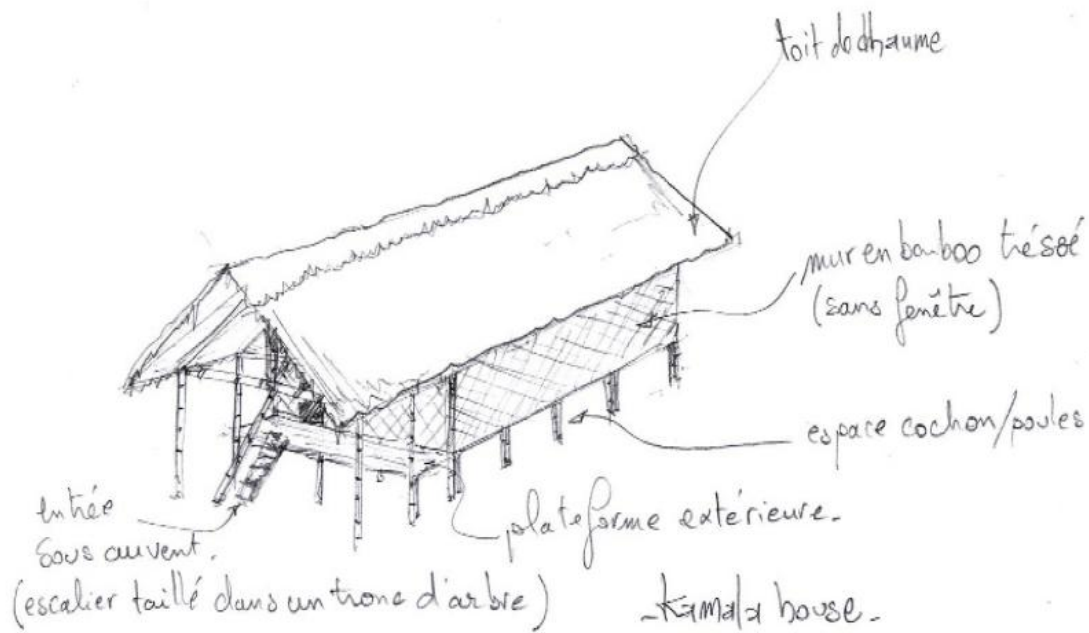 toit de chaume
mur en bamboo tréssé
(sans fenêtre)
espace cochon/poules
plateforme extérieure.
entrée
sous auvent.
(escalier taillé dans un tronc d'arbre)
-Kamala house-